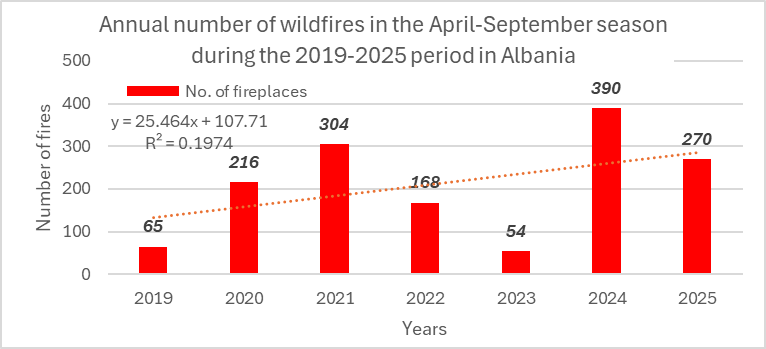 Annual number of wildfires in the April-September season
during the 2019-2025 period in Albania
500
400
300
200
100
0
Number of fires
No. of fireplaces
y = 25.464x + 107.71
R² = 0.1974
65
216
304
168
54
390
270
2019 2020 2021 2022 2023 2024 2025
Years